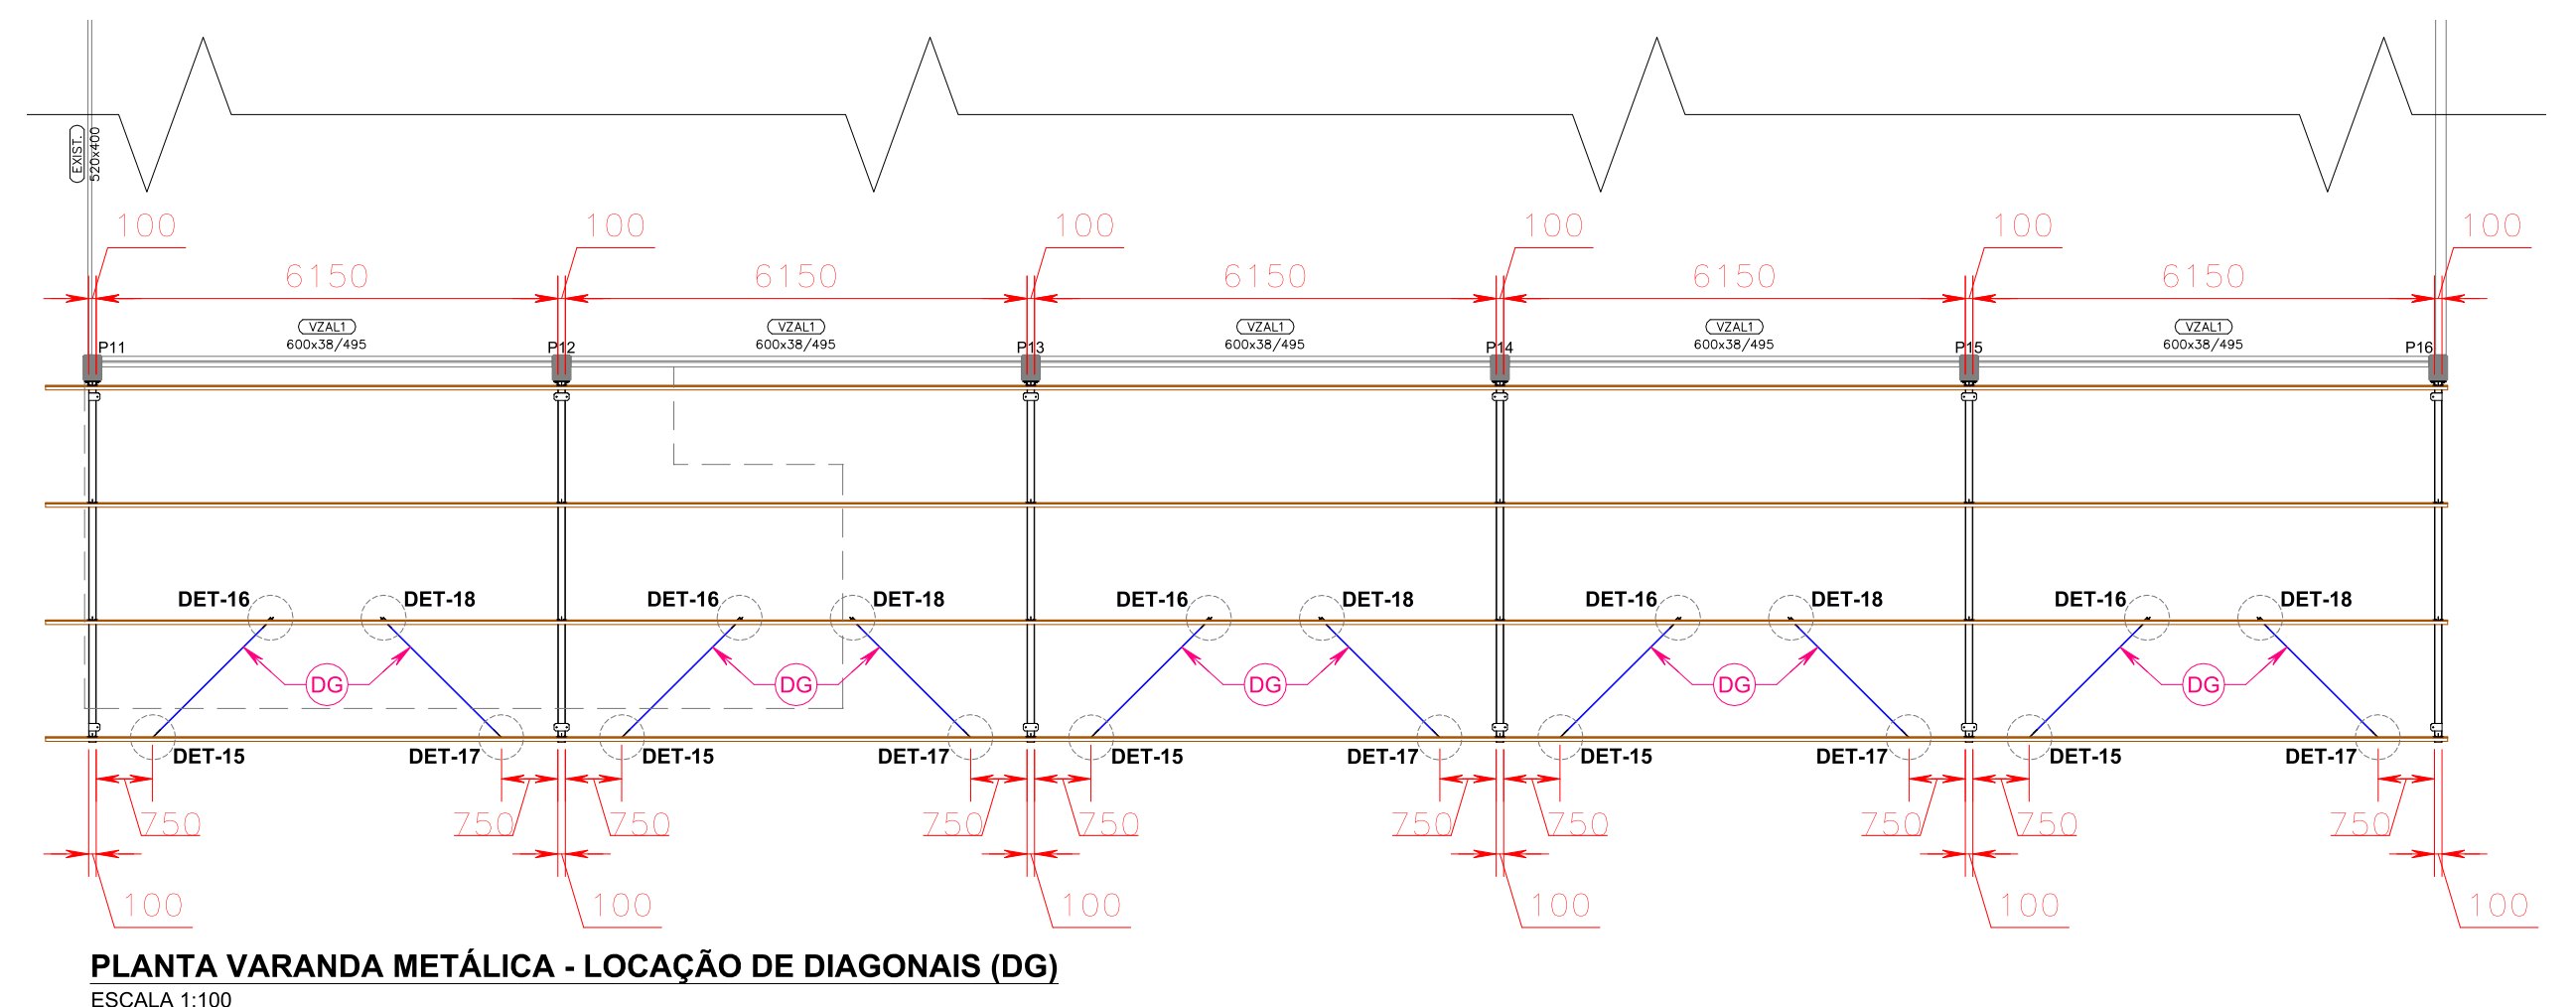 EXIST.
520x400
100 100 100 100 100 100
6150 6150 6150 6150 6150
VZAL1 VZAL1 VZAL1 VZAL1 VZAL1
600x38/495 600x38/495 600x38/495 600x38/495 600x38/495
P11 P12 P13 P14 P15 P16
DET-16 DET-18 DET-16 DET-18 DET-16 DET-18 DET-16 DET-18 DET-16 DET-18
DG DG DG DG DG
DET-15 DET-17 DET-15 DET-17 DET-15 DET-17 DET-15 DET-17 DET-15 DET-17
750 750 750 750 750 750 750 750 750 750
100 100 100 100 100 100
PLANTA VARANDA METÁLICA - LOCAÇÃO DE DIAGONAIS (DG)
ESCALA 1:100